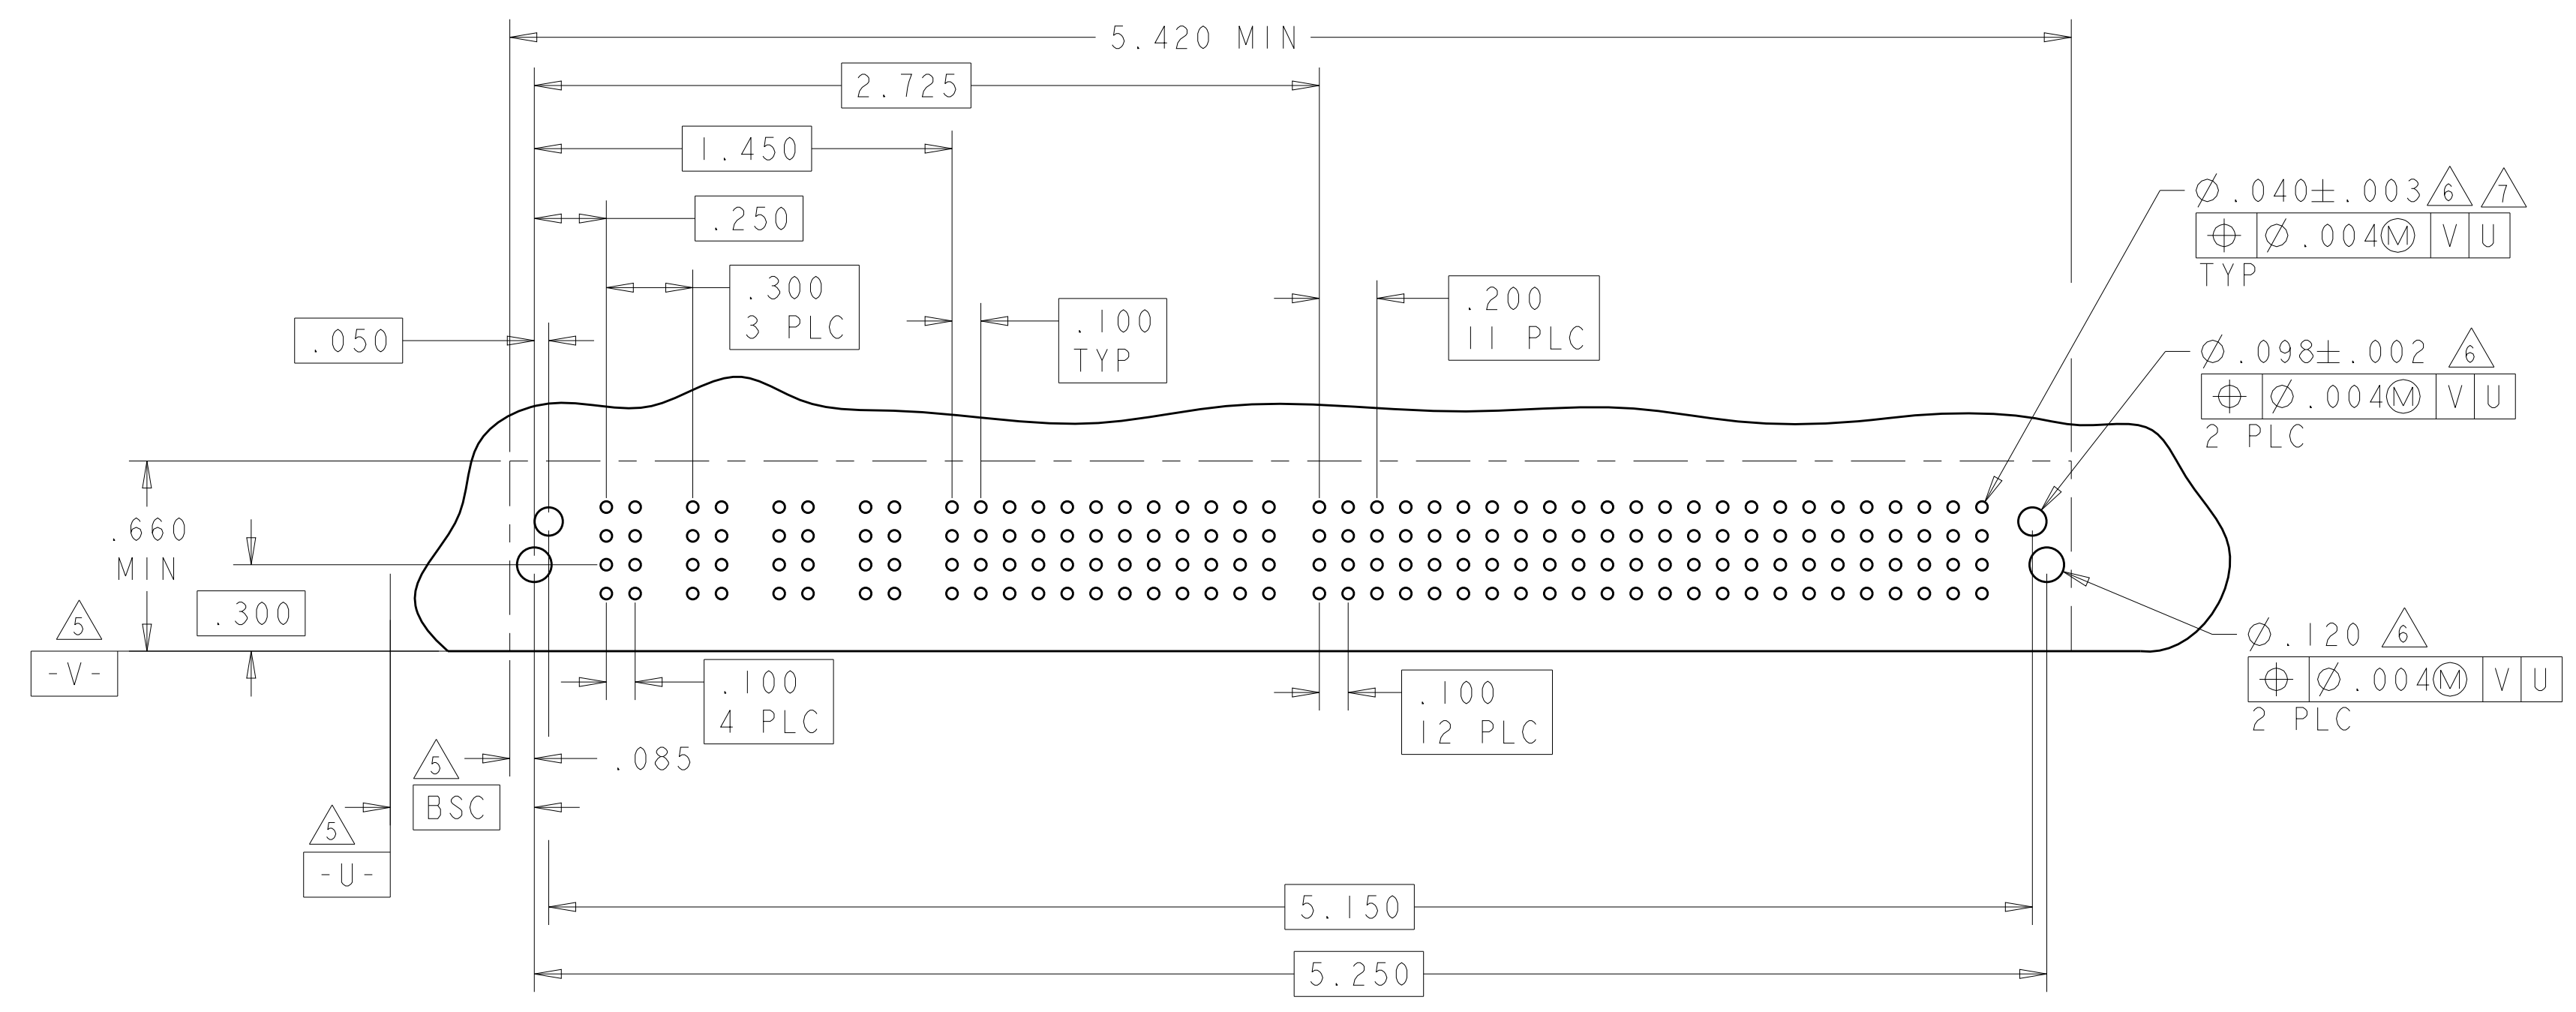 5.420 MIN
2.725
1.450
.250
.300
3 PLC
.050
.100
TYP
.200
11 PLC
Ø.040±.003 6 7
⌖ Ø.004Ⓜ V U
TYP
Ø.098±.002 6
⌖ Ø.004Ⓜ V U
2 PLC
.660
MIN
.300
5
-V-
Ø.120 6
⌖ Ø.004Ⓜ V U
2 PLC
.100
4 PLC
.100
12 PLC
.085
5
BSC
5
-U-
5.150
5.250